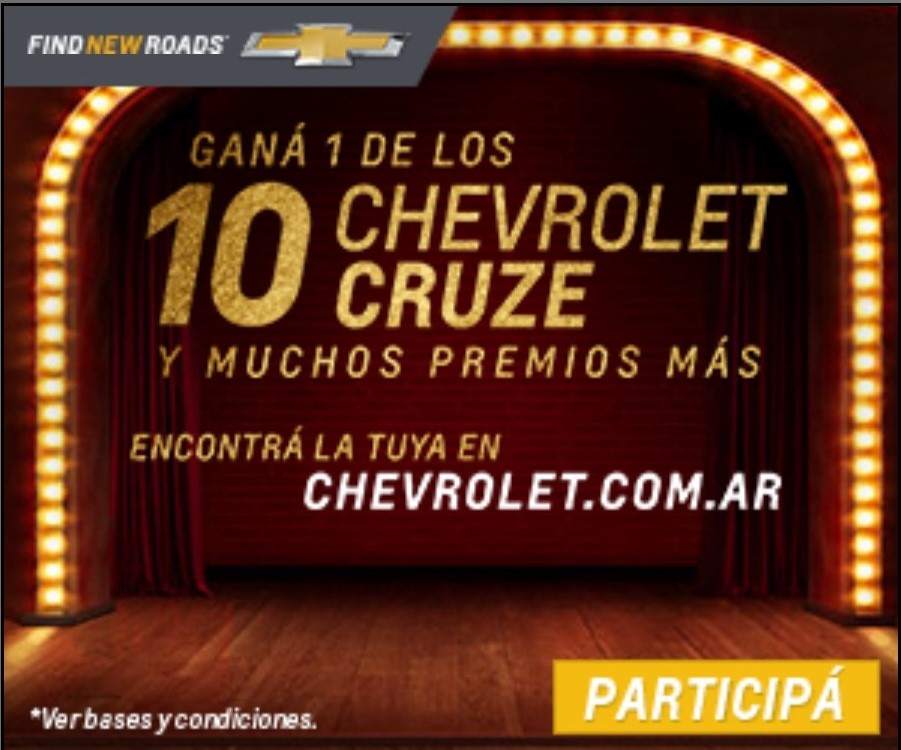 FIND NEW ROADS
GANÁ 1 DE LOS
10 CHEVROLET
CRUZE
Y MUCHOS PREMIOS MÁS
ENCONTRÁ LA TUYA EN
CHEVROLET.COM.AR
PARTICIPÁ
*Ver bases y condiciones.